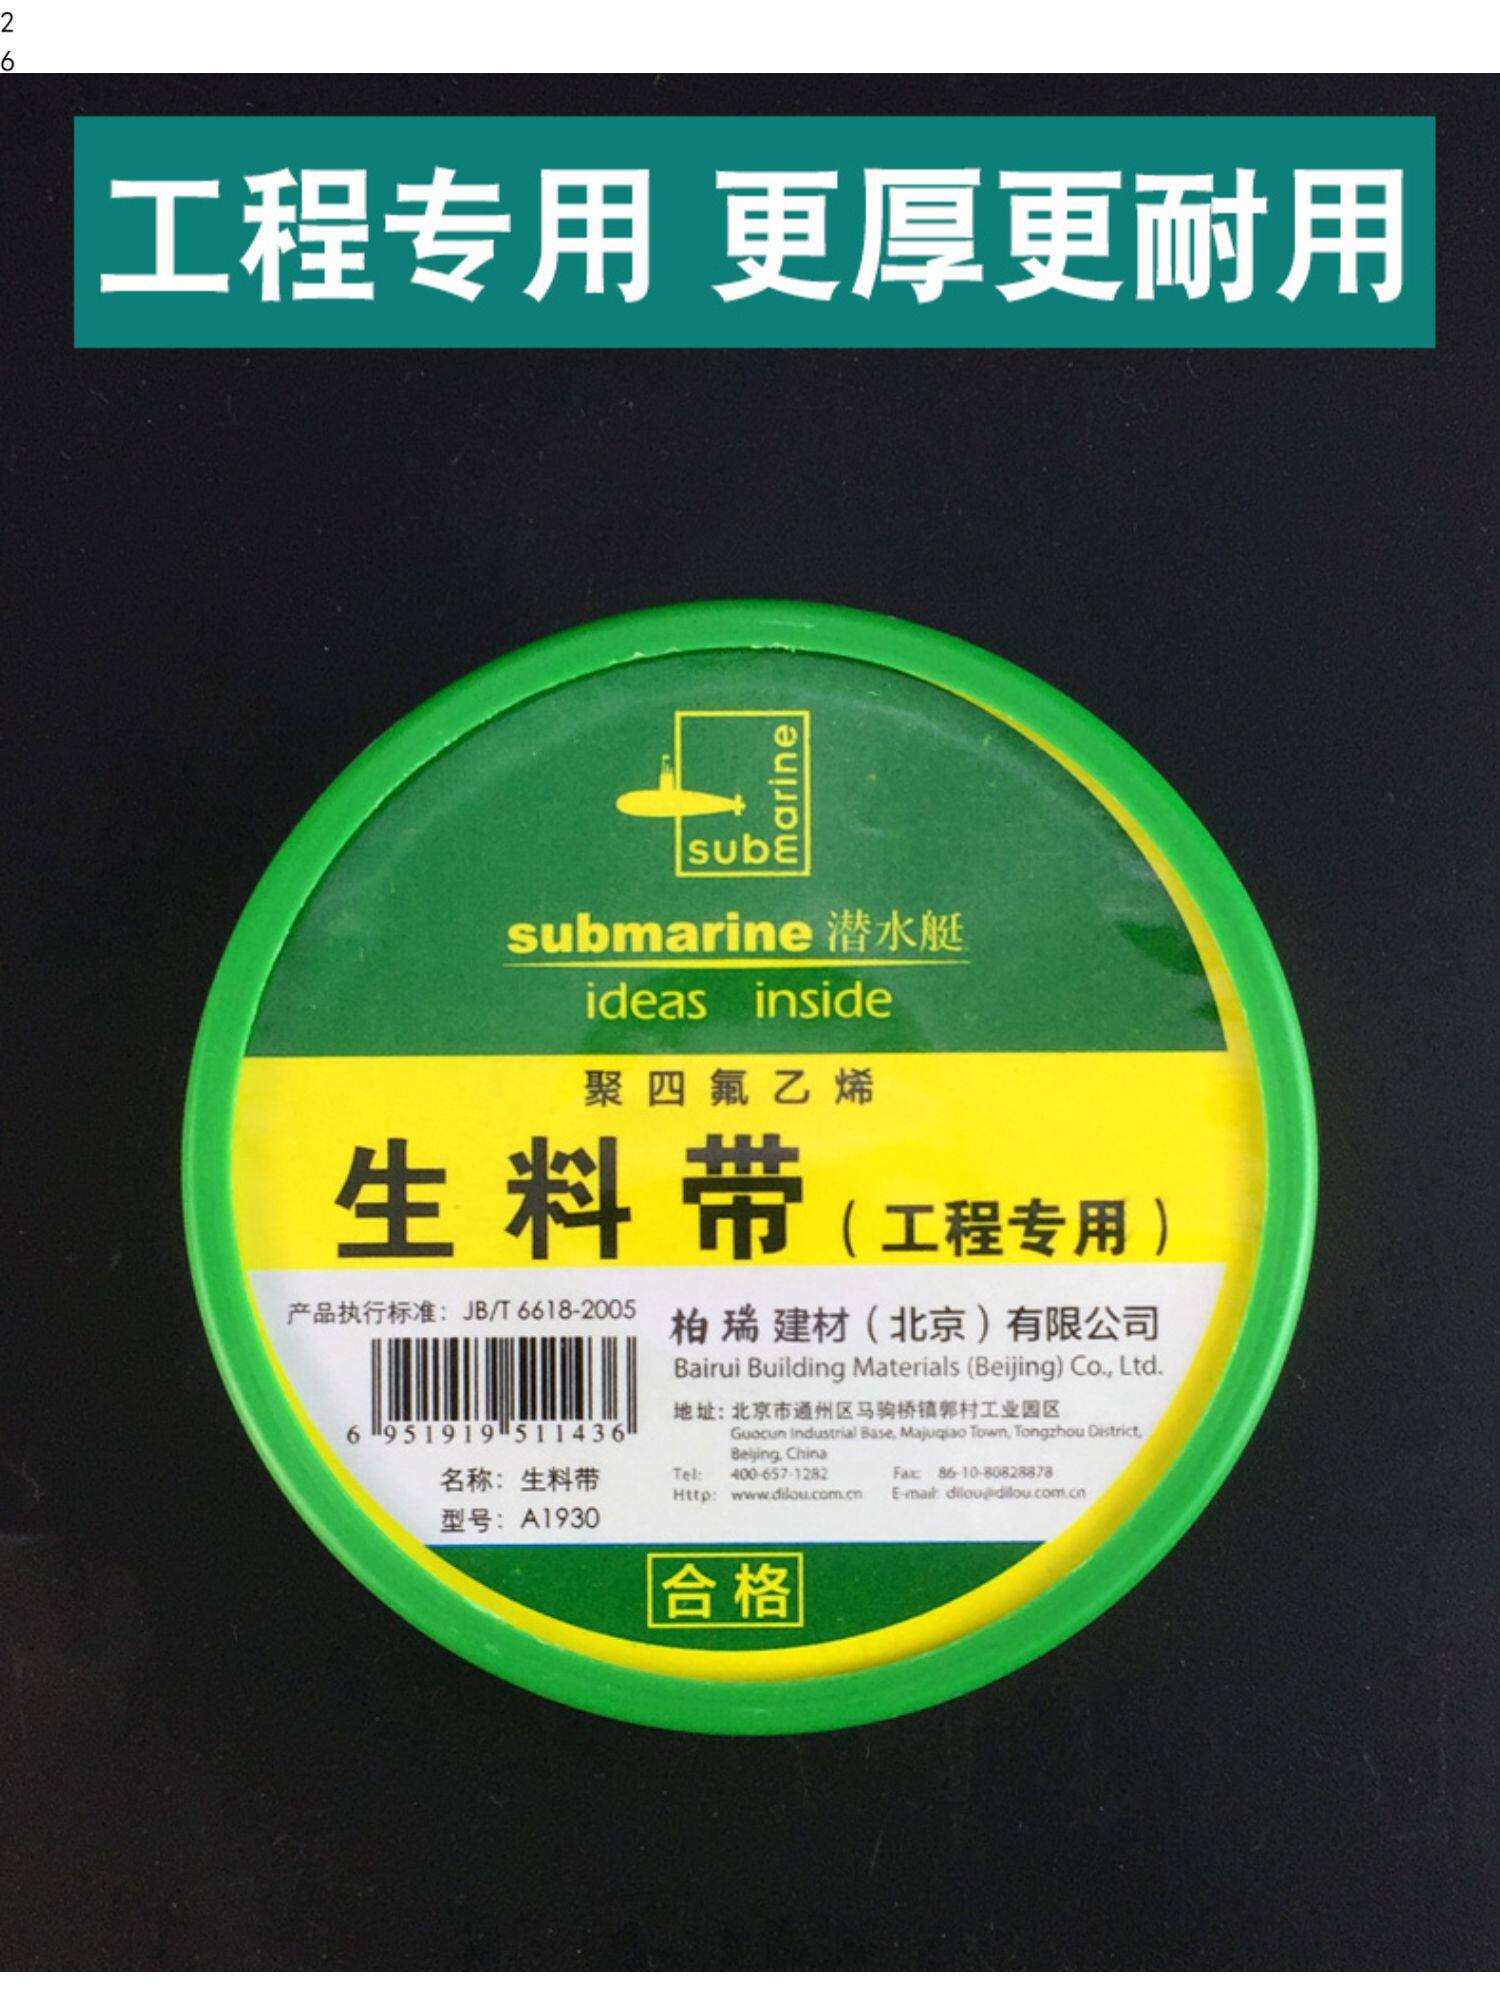 2
6
工程专用 更厚更耐用
submarine
submarine 潜水艇
ideas inside
聚四氟乙烯
生料带（工程专用）
产品执行标准：JB/T 6618-2005
6 951919 511436
名称：生料带
型号：A1930
柏瑞建材（北京）有限公司
Bairui Building Materials (Beijing) Co., Ltd.
地址：北京市通州区马驹桥镇郭村工业园区
Guocun Industrial Base, Majuqiao Town, Tongzhou District,
Beijing, China
Tel: 400-657-1282 Fax: 86-10-80828878
Http: www.dilou.com.cn E-mail: dilou@dilou.com.cn
合格